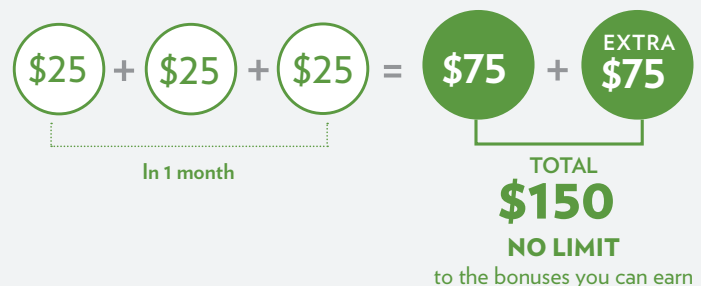 $25 + $25 + $25 = $75 + EXTRA $75
In 1 month
TOTAL
$150
NO LIMIT
to the bonuses you can earn